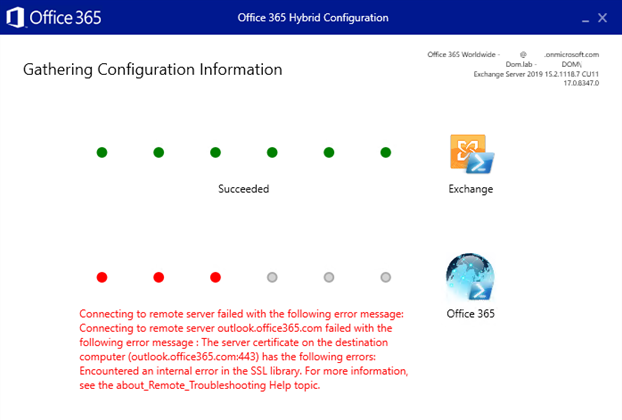 Office 365
Office 365 Hybrid Configuration
Gathering Configuration Information
Office 365 Worldwide - @ .onmicrosoft.com
Dom.lab - DOM\
Exchange Server 2019 15.2.1118.7 CU11
17.0.8347.0
Succeeded
Exchange
Office 365
Connecting to remote server failed with the following error message:
Connecting to remote server outlook.office365.com failed with the
following error message : The server certificate on the destination
computer (outlook.office365.com:443) has the following errors:
Encountered an internal error in the SSL library. For more information,
see the about_Remote_Troubleshooting Help topic.